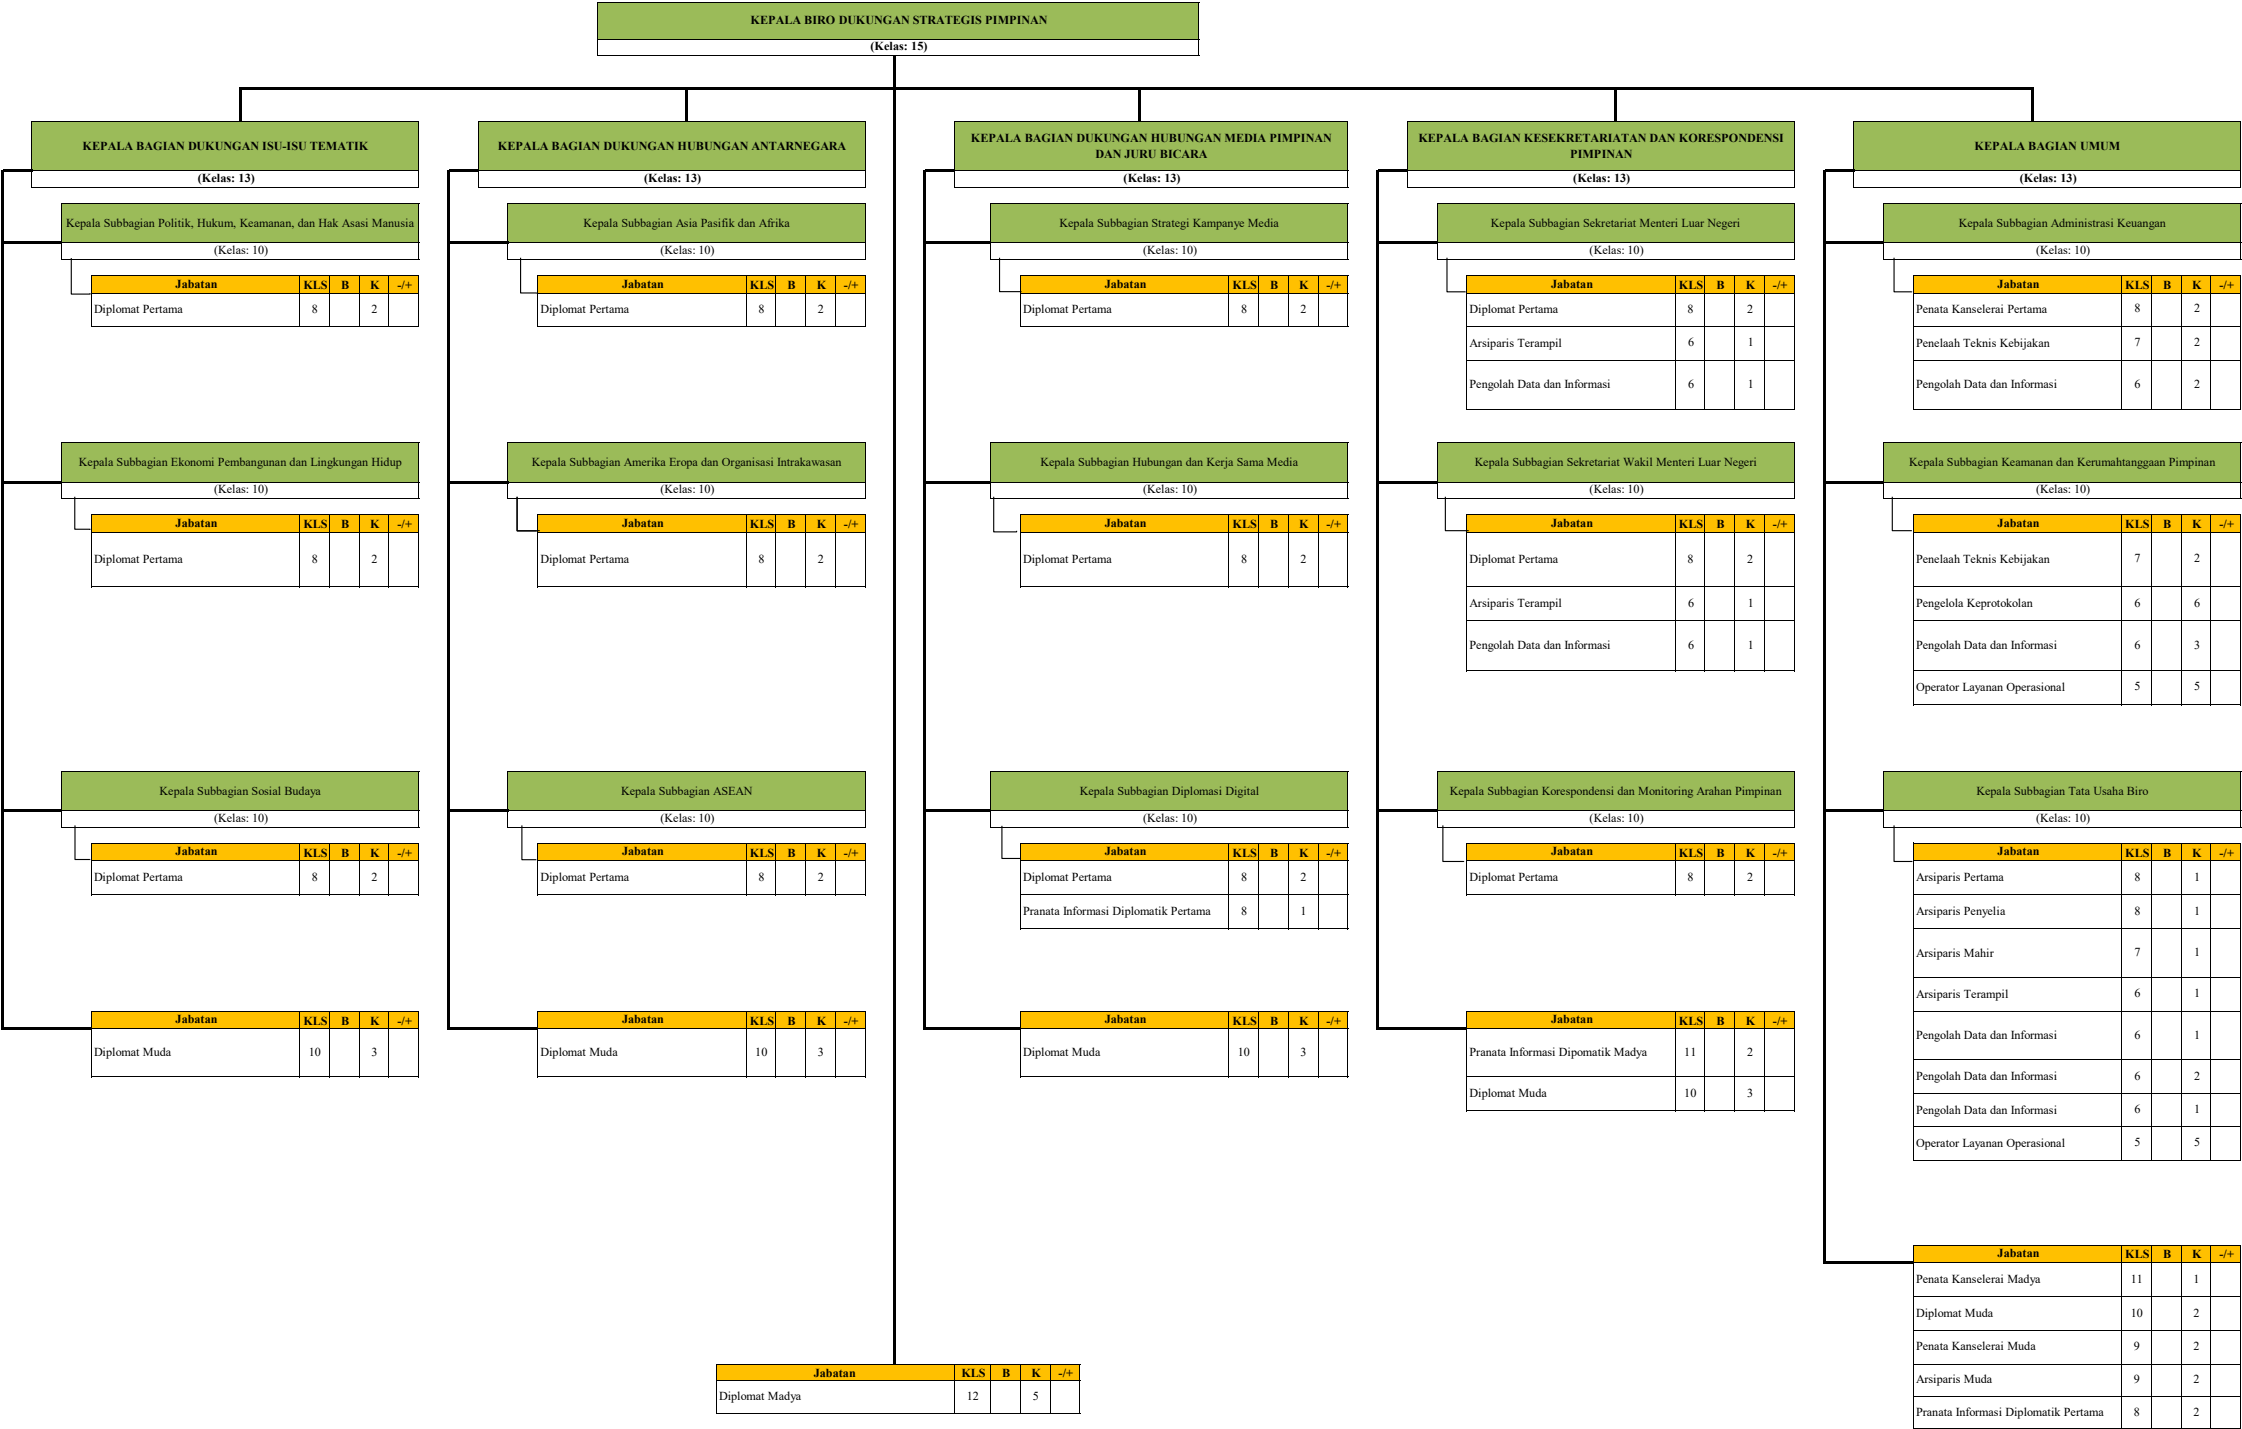 KEPALA BIRO DUKUNGAN STRATEGIS PIMPINAN
(Kelas: 15)
KEPALA BAGIAN DUKUNGAN ISU-ISU TEMATIK
(Kelas: 13)
Kepala Subbagian Politik, Hukum, Keamanan, dan Hak Asasi Manusia
(Kelas: 10)
Jabatan KLS B K -/+
Diplomat Pertama 8 2
Kepala Subbagian Ekonomi Pembangunan dan Lingkungan Hidup
(Kelas: 10)
Jabatan KLS B K -/+
Diplomat Pertama 8 2
Kepala Subbagian Sosial Budaya
(Kelas: 10)
Jabatan KLS B K -/+
Diplomat Pertama 8 2
Jabatan KLS B K -/+
Diplomat Muda 10 3
KEPALA BAGIAN DUKUNGAN HUBUNGAN ANTARNEGARA
(Kelas: 13)
Kepala Subbagian Asia Pasifik dan Afrika
(Kelas: 10)
Jabatan KLS B K -/+
Diplomat Pertama 8 2
Kepala Subbagian Amerika Eropa dan Organisasi Intrakawasan
(Kelas: 10)
Jabatan KLS B K -/+
Diplomat Pertama 8 2
Kepala Subbagian ASEAN
(Kelas: 10)
Jabatan KLS B K -/+
Diplomat Pertama 8 2
Jabatan KLS B K -/+
Diplomat Muda 10 3
KEPALA BAGIAN DUKUNGAN HUBUNGAN MEDIA PIMPINAN
DAN JURU BICARA
(Kelas: 13)
Kepala Subbagian Strategi Kampanye Media
(Kelas: 10)
Jabatan KLS B K -/+
Diplomat Pertama 8 2
Kepala Subbagian Hubungan dan Kerja Sama Media
(Kelas: 10)
Jabatan KLS B K -/+
Diplomat Pertama 8 2
Kepala Subbagian Diplomasi Digital
(Kelas: 10)
Jabatan KLS B K -/+
Diplomat Pertama 8 2
Pranata Informasi Diplomatik Pertama 8 1
Jabatan KLS B K -/+
Diplomat Muda 10 3
KEPALA BAGIAN KESEKRETARIATAN DAN KORESPONDENSI
PIMPINAN
(Kelas: 13)
Kepala Subbagian Sekretariat Menteri Luar Negeri
(Kelas: 10)
Jabatan KLS B K -/+
Diplomat Pertama 8 2
Arsiparis Terampil 6 1
Pengolah Data dan Informasi 6 1
Kepala Subbagian Sekretariat Wakil Menteri Luar Negeri
(Kelas: 10)
Jabatan KLS B K -/+
Diplomat Pertama 8 2
Arsiparis Terampil 6 1
Pengolah Data dan Informasi 6 1
Kepala Subbagian Korespondensi dan Monitoring Arahan Pimpinan
(Kelas: 10)
Jabatan KLS B K -/+
Diplomat Pertama 8 2
Jabatan KLS B K -/+
Pranata Informasi Dipomatik Madya 11 2
Diplomat Muda 10 3
KEPALA BAGIAN UMUM
(Kelas: 13)
Kepala Subbagian Administrasi Keuangan
(Kelas: 10)
Jabatan KLS B K -/+
Penata Kanselerai Pertama 8 2
Penelaah Teknis Kebijakan 7 2
Pengolah Data dan Informasi 6 2
Kepala Subbagian Keamanan dan Kerumahtanggaan Pimpinan
(Kelas: 10)
Jabatan KLS B K -/+
Penelaah Teknis Kebijakan 7 2
Pengelola Keprotokolan 6 6
Pengolah Data dan Informasi 6 3
Operator Layanan Operasional 5 5
Kepala Subbagian Tata Usaha Biro
(Kelas: 10)
Jabatan KLS B K -/+
Arsiparis Pertama 8 1
Arsiparis Penyelia 8 1
Arsiparis Mahir 7 1
Arsiparis Terampil 6 1
Pengolah Data dan Informasi 6 1
Pengolah Data dan Informasi 6 2
Pengolah Data dan Informasi 6 1
Operator Layanan Operasional 5 5
Jabatan KLS B K -/+
Penata Kanselerai Madya 11 1
Diplomat Muda 10 2
Penata Kanselerai Muda 9 2
Arsiparis Muda 9 2
Pranata Informasi Diplomatik Pertama 8 2
Jabatan KLS B K -/+
Diplomat Madya 12 5